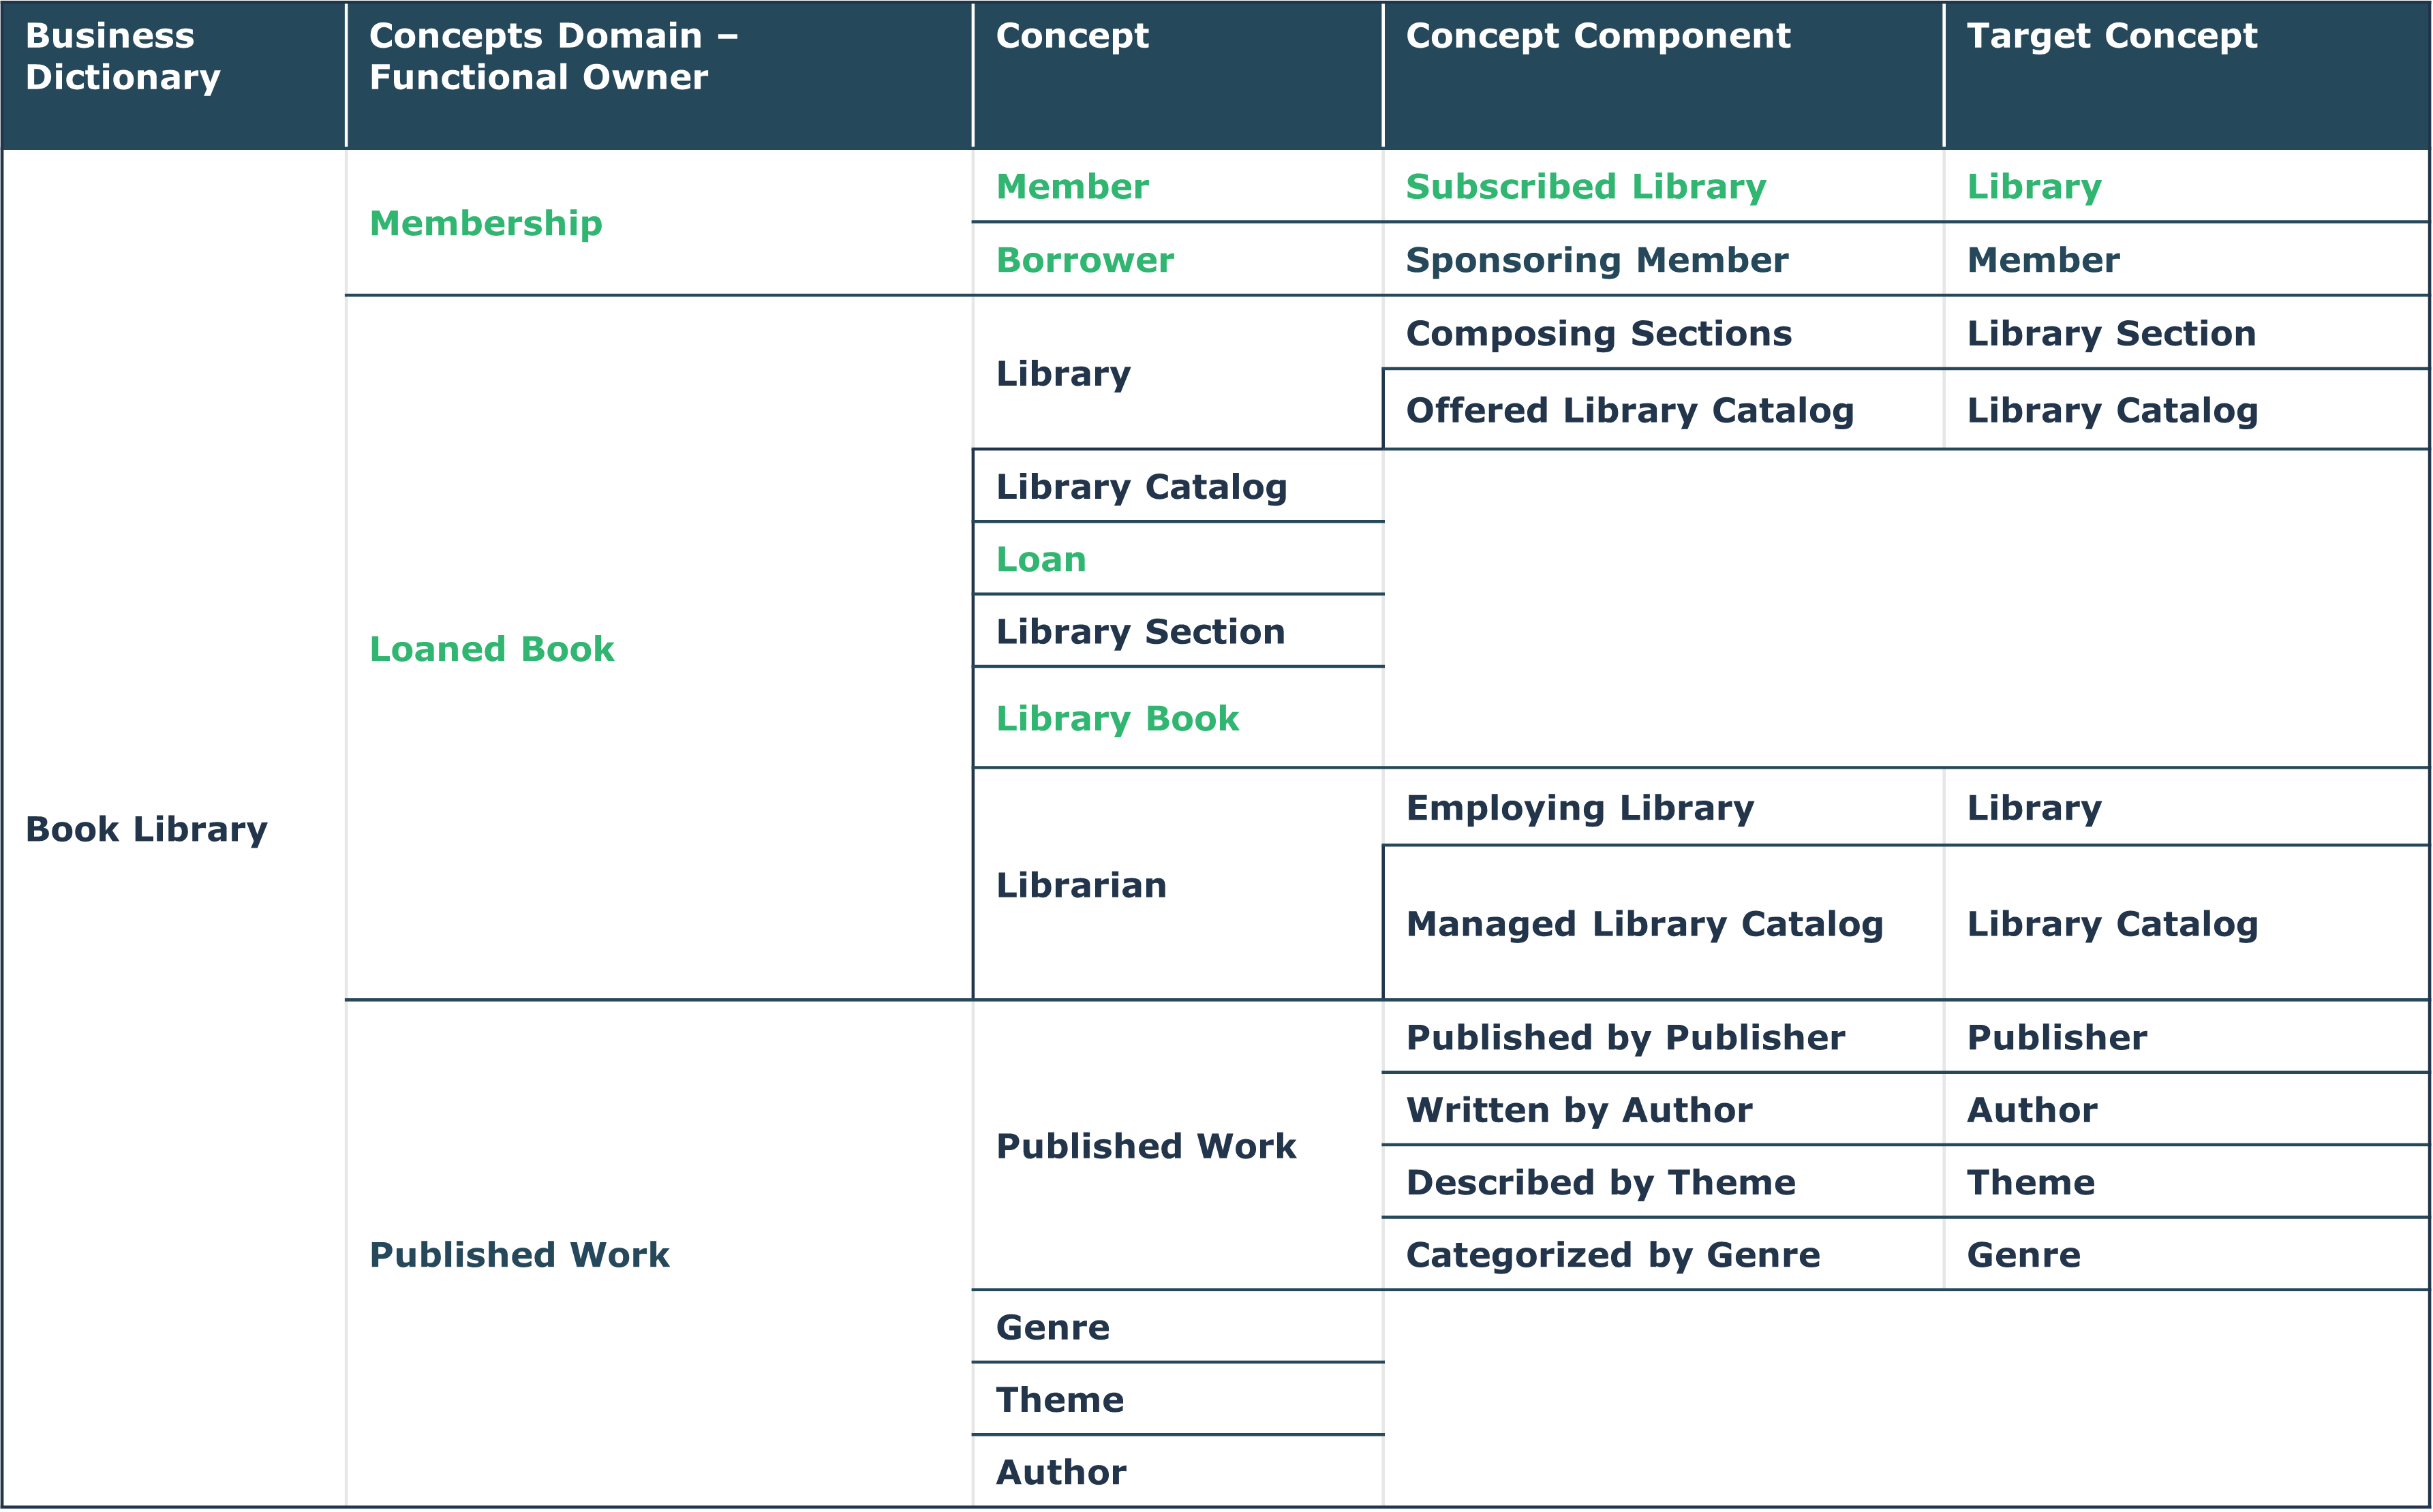 Business
Dictionary
Concepts Domain –
Functional Owner
Concept
Concept Component
Target Concept
Book Library
Membership
Member
Subscribed Library
Library
Borrower
Sponsoring Member
Member
Loaned Book
Library
Composing Sections
Library Section
Offered Library Catalog
Library Catalog
Library Catalog
Loan
Library Section
Library Book
Librarian
Employing Library
Library
Managed Library Catalog
Library Catalog
Published Work
Published Work
Published by Publisher
Publisher
Written by Author
Author
Described by Theme
Theme
Categorized by Genre
Genre
Genre
Theme
Author